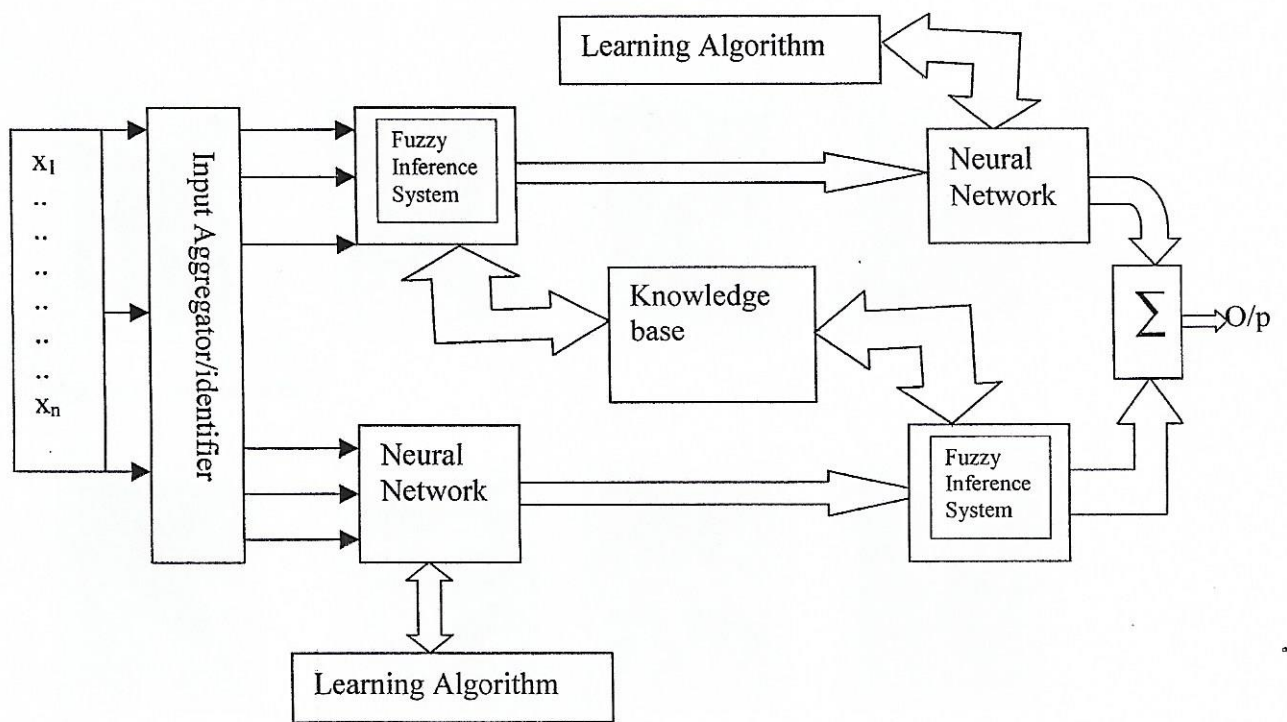 Learning Algorithm
x1
..
..
..
..
..
..
xn
Input Aggregator/identifier
Fuzzy
Inference
System
Neural
Network
Knowledge
base
Σ
O/p
Neural
Network
Fuzzy
Inference
System
Learning Algorithm